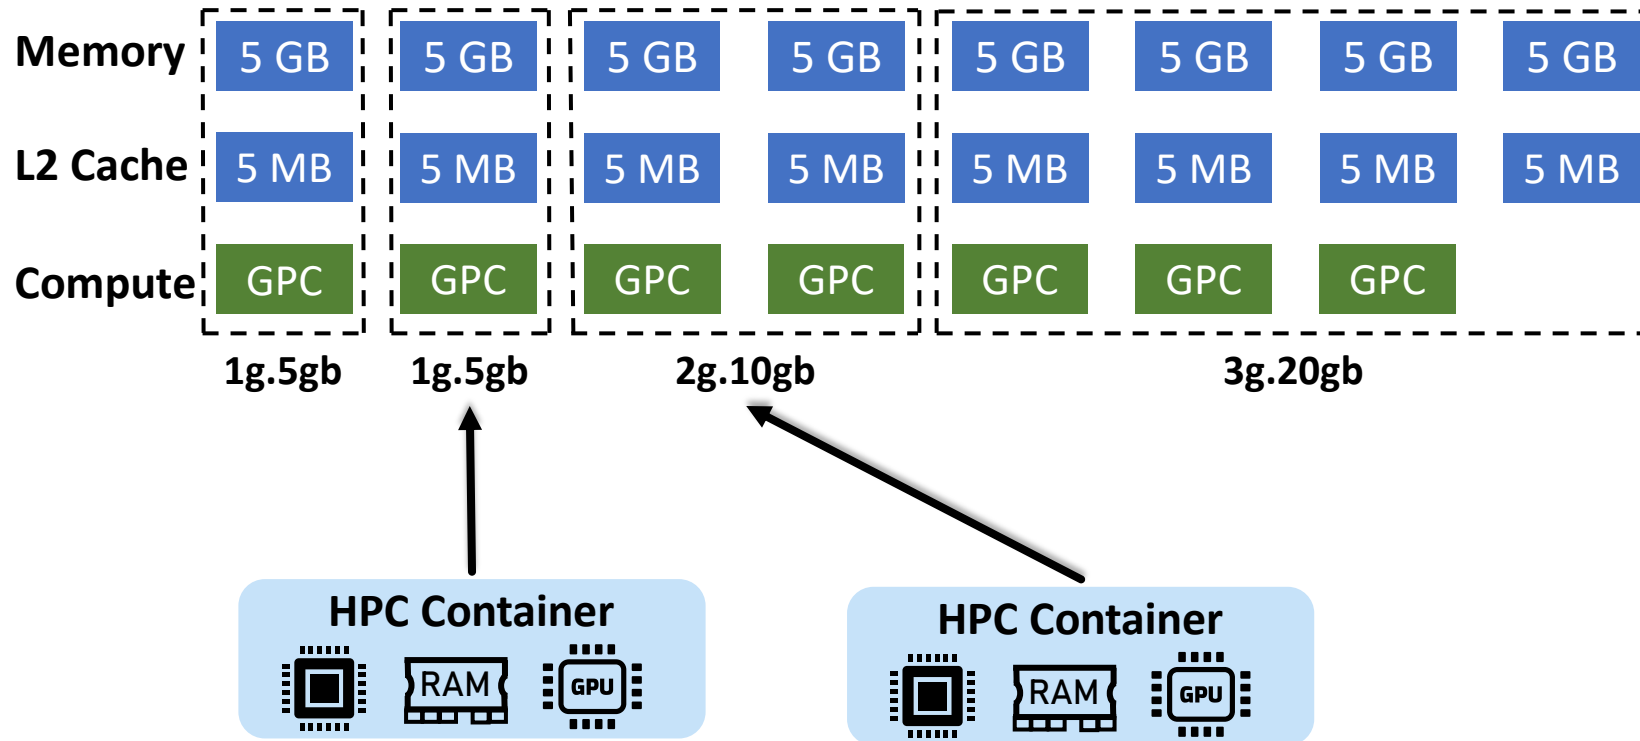 Memory 5 GB 5 GB 5 GB 5 GB 5 GB 5 GB 5 GB 5 GB
L2 Cache 5 MB 5 MB 5 MB 5 MB 5 MB 5 MB 5 MB 5 MB
Compute GPC GPC GPC GPC GPC GPC GPC
1g.5gb 1g.5gb 2g.10gb 3g.20gb
HPC Container
RAM GPU
HPC Container
RAM GPU